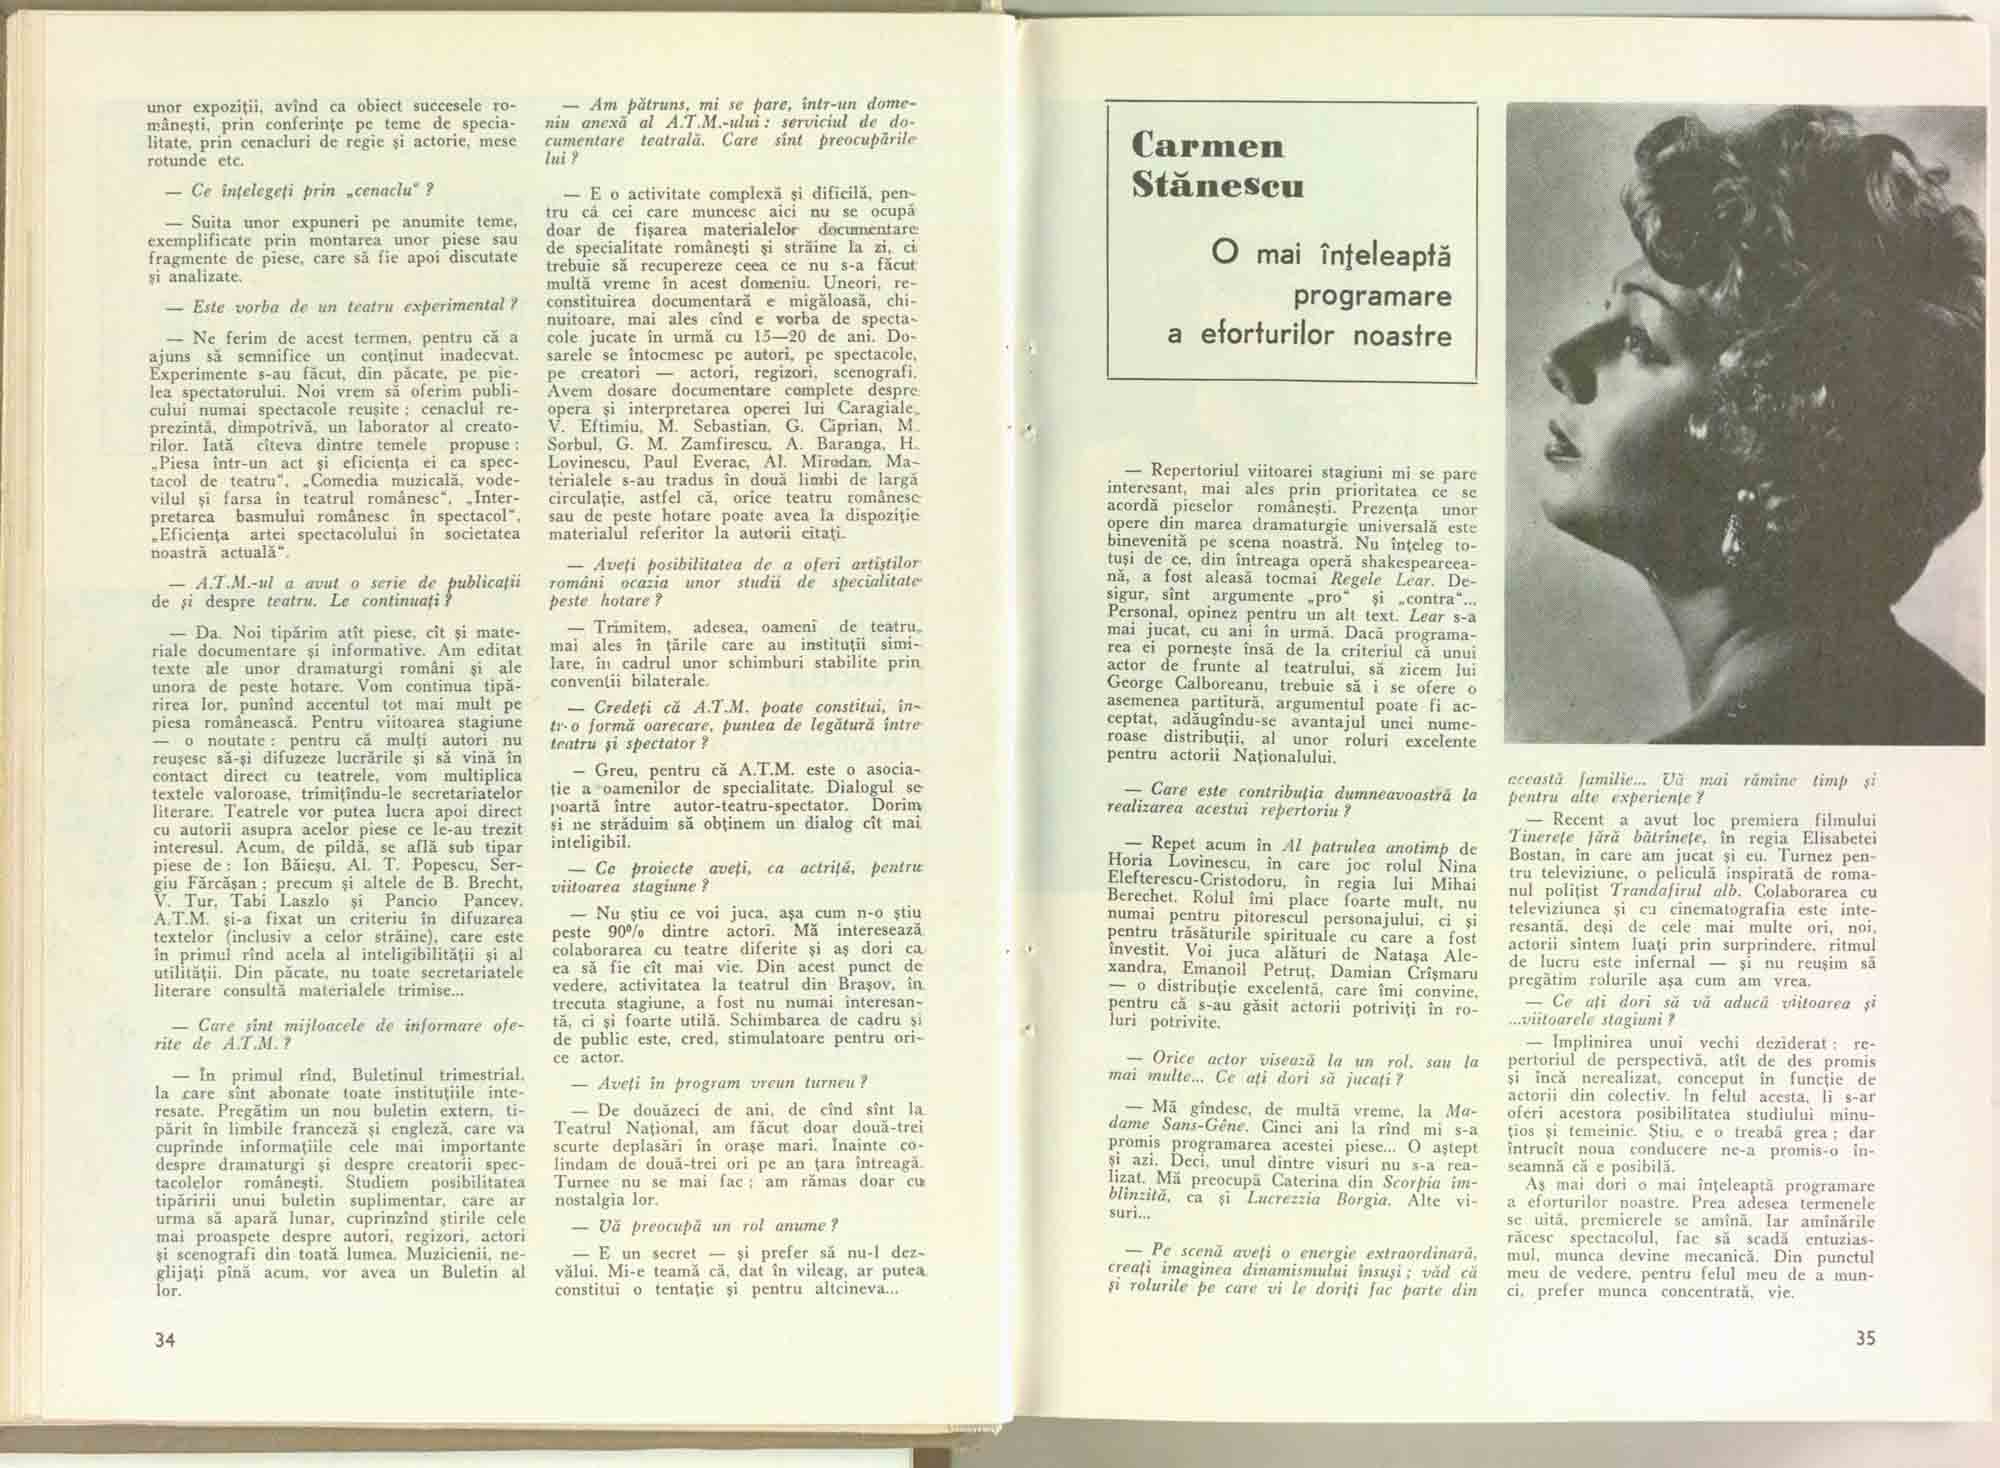 unor expoziții, avînd ca obiect succesele ro-
mânești, prin conferințe pe teme de specia-
litate, prin cenacluri de regie și actorie, mese
rotunde etc.
— Ce înțelegeți prin „cenaclu“ ?
— Suita unor expuneri pe anumite teme,
exemplificate prin montarea unor piese sau
fragmente de piese, care să fie apoi discutate
și analizate.
— Este vorba de un teatru experimental ?
— Ne ferim de acest termen, pentru că a
ajuns să semnifice un conținut inadecvat.
Experimente s-au făcut, din păcate, pe pie-
lea spectatorului. Noi vrem să oferim publi-
cului numai spectacole reușite ; cenaclul re-
prezintă, dimpotrivă, un laborator al creato-
rilor. Iată cîteva dintre temele propuse :
„Piesa într-un act și eficiența ei ca spec-
tacol de teatru“, „Comedia muzicală, vode-
vilul și farsa în teatrul românesc“, „Inter-
pretarea basmului românesc în spectacol“,
„Eficiența artei spectacolului în societatea
noastră actuală“.
— A.T.M.-ul a avut o serie de publicații
de și despre teatru. Le continuați ?
— Da. Noi tipărim atît piese, cît și mate-
riale documentare și informative. Am editat
texte ale unor dramaturgi români și ale
unora de peste hotare. Vom continua tipă-
rirea lor, punînd accentul tot mai mult pe
piesa românească. Pentru viitoarea stagiune
— o noutate : pentru că mulți autori nu
reușesc să-și difuzeze lucrările și să vină în
contact direct cu teatrele, vom multiplica
textele valoroase, trimițîndu-le secretariatelor
literare. Teatrele vor putea lucra apoi direct
cu autorii asupra acelor piese ce le-au trezit
interesul. Acum, de pildă, se află sub tipar
piese de : Ion Băieșu, Al. T. Popescu, Ser-
giu Fărcășan ; precum și altele de B. Brecht,
V. Tur, Tabi Laszlo și Pancio Pancev.
A.T.M. și-a fixat un criteriu în difuzarea
textelor (inclusiv a celor străine), care este
în primul rînd acela al inteligibilității și al
utilității. Din păcate, nu toate secretariatele
literare consultă materialele trimise...
— Care sînt mijloacele de informare ofe-
rite de A.T.M. ?
— In primul rînd, Buletinul trimestrial,
la care sînt abonate toate instituțiile inte-
resate. Pregătim un nou buletin extern, ti-
părit în limbile franceză și engleză, care va
cuprinde informațiile cele mai importante
despre dramaturgi și despre creatorii spec-
tacolelor românești. Studiem posibilitatea
tipăririi unui buletin suplimentar, care ar
urma să apară lunar, cuprinzînd știrile cele
mai proaspete despre autori, regizori, actori
și scenografi din toată lumea. Muzicienii, ne-
glijați pînă acum, vor avea un Buletin al
lor.
34
— Am pătruns, mi se pare, într-un dome-
niu anexă al A.T.M.-ului : serviciul de do-
cumentare teatrală. Care sînt preocupările
lui ?
— E o activitate complexă și dificilă, pen-
tru că cei care muncesc aici nu se ocupă
doar de fișarea materialelor documentare
de specialitate românești și străine la zi, ci
trebuie să recupereze ceea ce nu s-a făcut
multă vreme în acest domeniu. Uneori, re-
constituirea documentară e migăloasă, chi-
nuitoare, mai ales cînd e vorba de specta-
cole jucate în urmă cu 15—20 de ani. Do-
sarele se întocmesc pe autori, pe spectacole,
pe creatori — actori, regizori, scenografi.
Avem dosare documentare complete despre
opera și interpretarea operei lui Caragiale,
V. Eftimiu, M. Sebastian, G. Ciprian, M.
Sorbul, G. M. Zamfirescu, A. Baranga, H.
Lovinescu, Paul Everac, Al. Mirodan. Ma-
terialele s-au tradus în două limbi de largă
circulație, astfel că, orice teatru românesc
sau de peste hotare poate avea la dispoziție
materialul referitor la autorii citați.
— Aveți posibilitatea de a oferi artiștilor
români ocazia unor studii de specialitate
peste hotare ?
— Trimitem, adesea, oameni de teatru,
mai ales în țările care au instituții simi-
lare, în cadrul unor schimburi stabilite prin
convenții bilaterale.
— Credeți că A.T.M. poate constitui, în-
tr-o formă oarecare, puntea de legătură între
teatru și spectator ?
— Greu, pentru că A.T.M. este o asocia-
ție a oamenilor de specialitate. Dialogul se
poartă între autor-teatru-spectator. Dorim
și ne străduim să obținem un dialog cît mai
inteligibil.
— Ce proiecte aveți, ca actriță, pentru
viitoarea stagiune ?
— Nu știu ce voi juca, așa cum n-o știu
peste 90% dintre actori. Mă interesează
colaborarea cu teatre diferite și aș dori ca
ea să fie cît mai vie. Din acest punct de
vedere, activitatea la teatrul din Brașov, în
trecuta stagiune, a fost nu numai interesan-
tă, ci și foarte utilă. Schimbarea de cadru și
de public este, cred, stimulatoare pentru ori-
ce actor.
— Aveți în program vreun turneu ?
— De douăzeci de ani, de cînd sînt la
Teatrul Național, am făcut doar două-trei
scurte deplasări în orașe mari. Inainte co-
lindam de două-trei ori pe an țara întreagă.
Turnee nu se mai fac ; am rămas doar cu
nostalgia lor.
— Vă preocupă un rol anume ?
— E un secret — și prefer să nu-l dez-
vălui. Mi-e teamă că, dat în vileag, ar putea
constitui o tentație și pentru altcineva...
Carmen
Stănescu
O mai înțeleaptă
programare
a eforturilor noastre
— Repertoriul viitoarei stagiuni mi se pare
interesant, mai ales prin prioritatea ce se
acordă pieselor românești. Prezența unor
opere din marea dramaturgie universală este
binevenită pe scena noastră. Nu înțeleg to-
tuși de ce, din întreaga operă shakespeareea-
nă, a fost aleasă tocmai Regele Lear. De-
sigur, sînt argumente „pro“ și „contra“...
Personal, opinez pentru un alt text. Lear s-a
mai jucat, cu ani în urmă. Dacă programa-
rea ei pornește însă de la criteriul că unui
actor de frunte al teatrului, să zicem lui
George Calboreanu, trebuie să i se ofere o
asemenea partitură, argumentul poate fi ac-
ceptat, adăugîndu-se avantajul unei nume-
roase distribuții, al unor roluri excelente
pentru actorii Naționalului.
— Care este contribuția dumneavoastră la
realizarea acestui repertoriu ?
— Repet acum în Al patrulea anotimp de
Horia Lovinescu, în care joc rolul Nina
Elefterescu-Cristodoru, în regia lui Mihai
Berechet. Rolul îmi place foarte mult, nu
numai pentru pitorescul personajului, ci și
pentru trăsăturile spirituale cu care a fost
învestit. Voi juca alături de Natașa Ale-
xandra, Emanoil Petruț, Damian Crîșmaru
— o distribuție excelentă, care îmi convine,
pentru că s-au găsit actorii potriviți în ro-
luri potrivite.
— Orice actor visează la un rol, sau la
mai multe... Ce ați dori să jucați ?
— Mă gîndesc, de multă vreme, la Ma-
dame Sans-Gêne. Cinci ani la rînd mi s-a
promis programarea acestei piese... O aștept
și azi. Deci, unul dintre visuri nu s-a rea-
lizat. Mă preocupă Caterina din Scorpia îm-
blînzită, ca și Lucrezzia Borgia. Alte vi-
suri...
— Pe scenă aveți o energie extraordinară,
creați imaginea dinamismului însuși ; văd că
și rolurile pe care vi le doriți fac parte din
această familie... Vă mai rămîne timp și
pentru alte experiențe ?
— Recent a avut loc premiera filmului
Tinerețe fără bătrînețe, în regia Elisabetei
Bostan, în care am jucat și eu. Turnez pen-
tru televiziune, o peliculă inspirată de roma-
nul polițist Trandafirul alb. Colaborarea cu
televiziunea și cu cinematografia este inte-
resantă, deși de cele mai multe ori, noi,
actorii sîntem luați prin surprindere, ritmul
de lucru este infernal — și nu reușim să
pregătim rolurile așa cum am vrea.
— Ce ați dori să vă aducă viitoarea și
...viitoarele stagiuni ?
— Implinirea unui vechi deziderat : re-
pertoriul de perspectivă, atît de des promis
și încă nerealizat, conceput în funcție de
actorii din colectiv. In felul acesta, li s-ar
oferi acestora posibilitatea studiului minu-
țios și temeinic. Știu, e o treabă grea ; dar
întrucît noua conducere ne-a promis-o în-
seamnă că e posibilă.
Aș mai dori o mai înțeleaptă programare
a eforturilor noastre. Prea adesea termenele
se uită, premierele se amînă. Iar amînările
răcesc spectacolul, fac să scadă entuzias-
mul, munca devine mecanică. Din punctul
meu de vedere, pentru felul meu de a mun-
ci, prefer munca concentrată, vie.
35